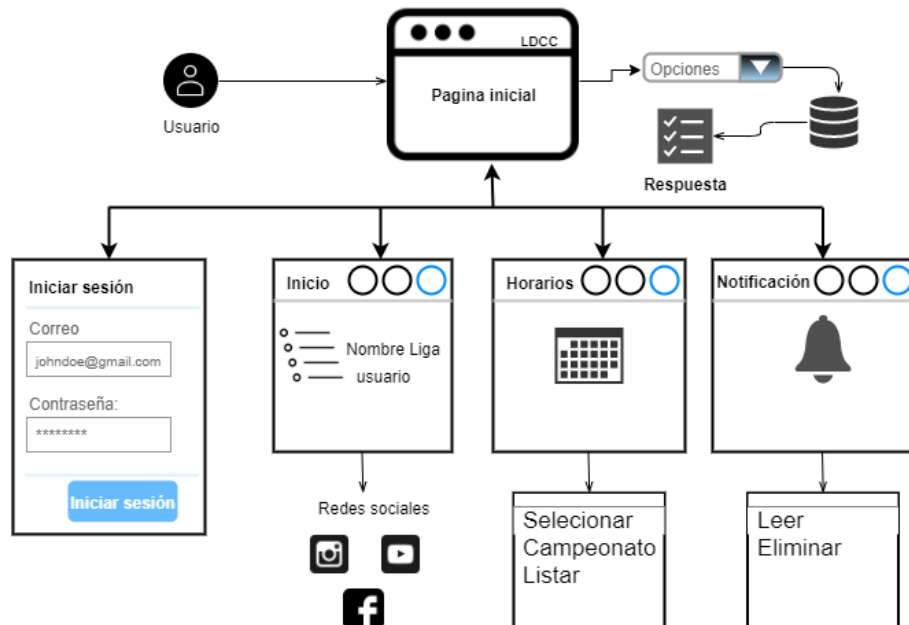 LDCC
Pagina inicial
Usuario
Opciones
Respuesta
Iniciar sesión
Correo
johndoe@gmail.com
Contraseña:
********
Iniciar sesión
Inicio
Nombre Liga
usuario
Redes sociales
Horarios
Selecionar
Campeonato
Listar
Notificación
Leer
Eliminar